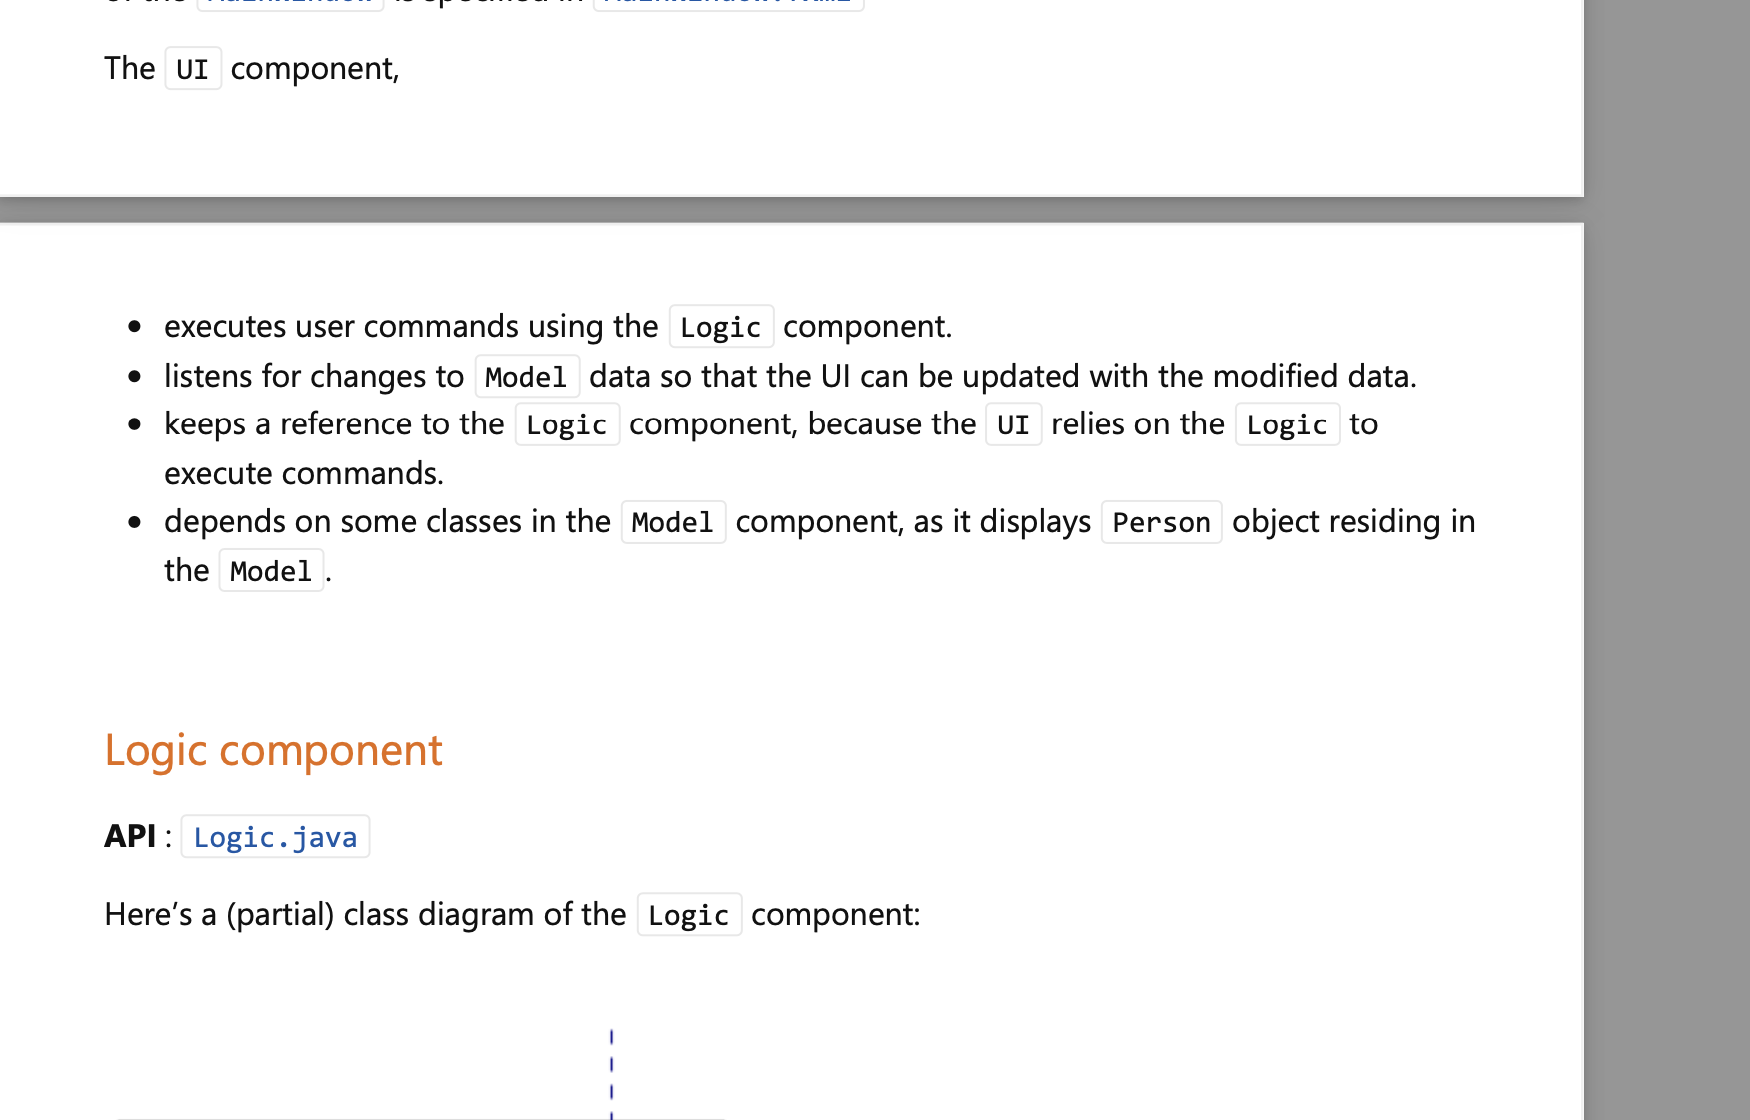 The UI component,
executes user commands using the Logic component.
listens for changes to Model data so that the UI can be updated with the modified data.
keeps a reference to the Logic component, because the UI relies on the Logic to
execute commands.
depends on some classes in the Model component, as it displays Person object residing in
the Model.
Logic component
API : Logic.java
Here’s a (partial) class diagram of the Logic component: